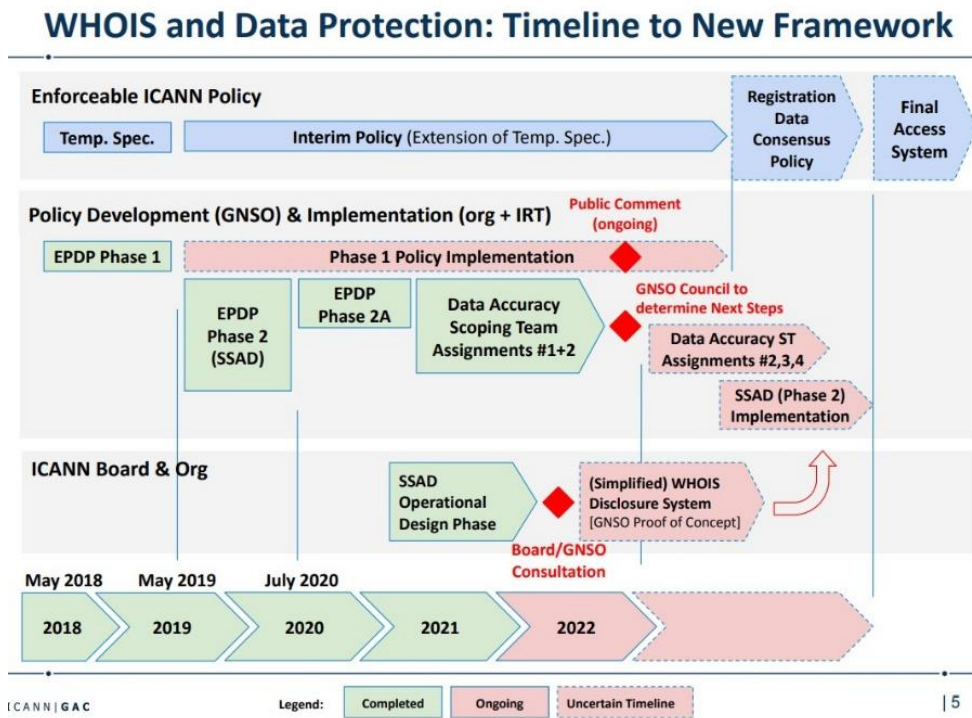 WHOIS and Data Protection: Timeline to New Framework
Enforceable ICANN Policy
Temp. Spec.
Interim Policy (Extension of Temp. Spec.)
Registration
Data
Consensus
Policy
Final
Access
System
Policy Development (GNSO) & Implementation (org + IRT)
Public Comment
(ongoing)
EPDP Phase 1
Phase 1 Policy Implementation
EPDP
Phase 2
(SSAD)
EPDP
Phase 2A
Data Accuracy
Scoping Team
Assignments #1+2
GNSO Council to
determine Next Steps
Data Accuracy ST
Assignments #2,3,4
SSAD (Phase 2)
Implementation
ICANN Board & Org
SSAD
Operational
Design Phase
(Simplified) WHOIS
Disclosure System
[GNSO Proof of Concept]
Board/GNSO
Consultation
May 2018
May 2019
July 2020
2018
2019
2020
2021
2022
ICANN|GAC
Legend:
Completed
Ongoing
Uncertain Timeline
| 5